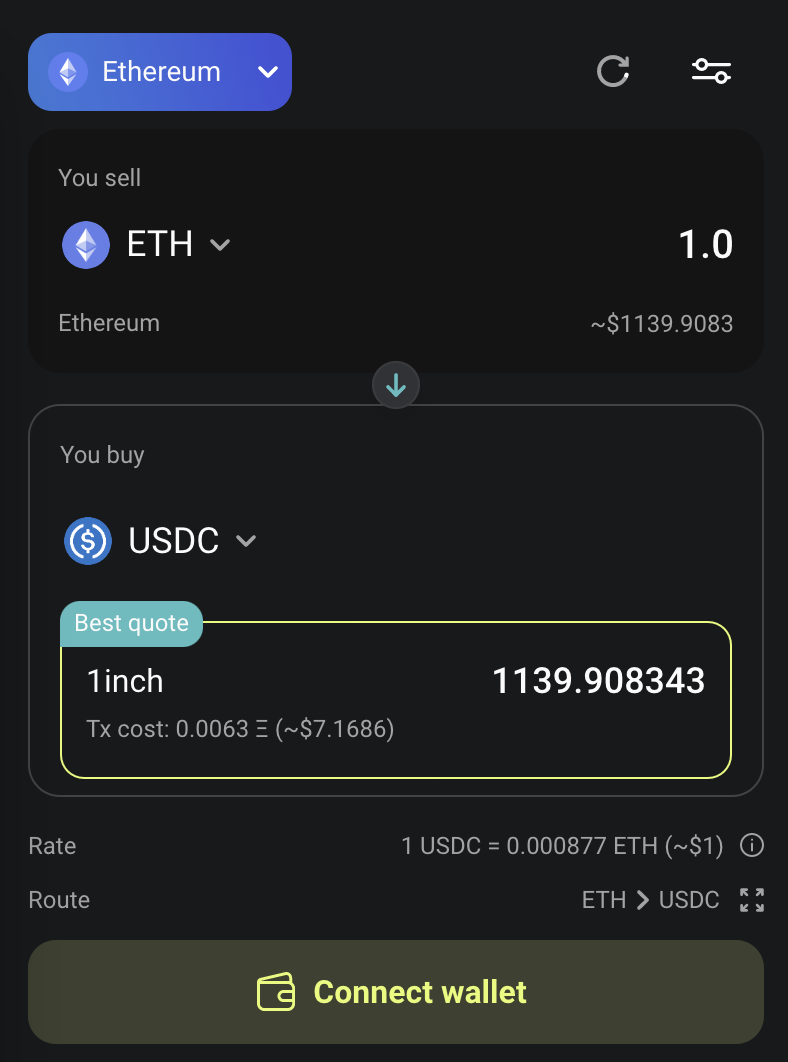 Ethereum
You sell
ETH 1.0
Ethereum ~$1139.9083
You buy
USDC
Best quote
1inch 1139.908343
Tx cost: 0.0063 Ξ (~$7.1686)
Rate 1 USDC = 0.000877 ETH (~$1)
Route ETH > USDC
Connect wallet